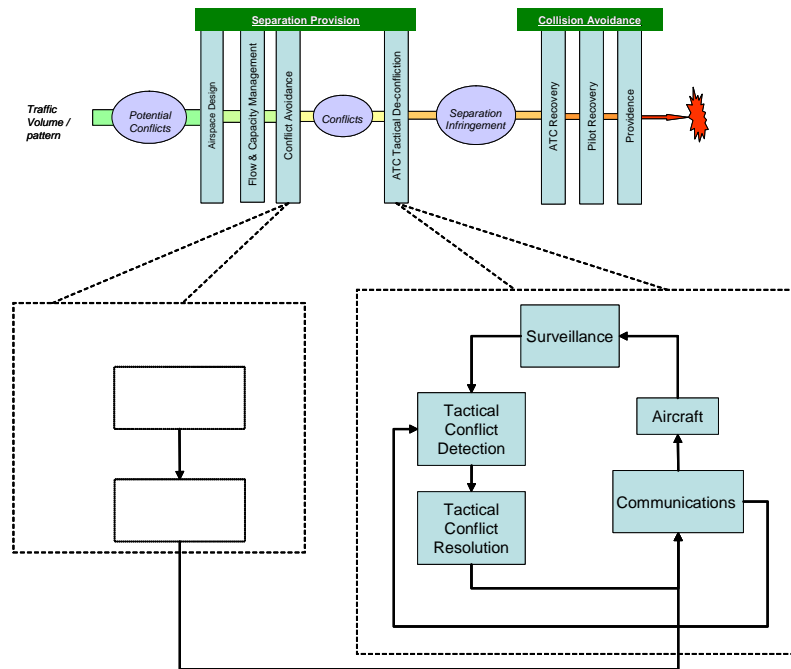 Separation Provision
Collision Avoidance
Traffic
Volume /
pattern
Potential
Conflicts
Airspace Design
Flow & Capacity Management
Conflict Avoidance
Conflicts
ATC Tactical De-confliction
Separation
Infringement
ATC Recovery
Pilot Recovery
Providence
Surveillance
Tactical
Conflict
Detection
Aircraft
Tactical
Conflict
Resolution
Communications